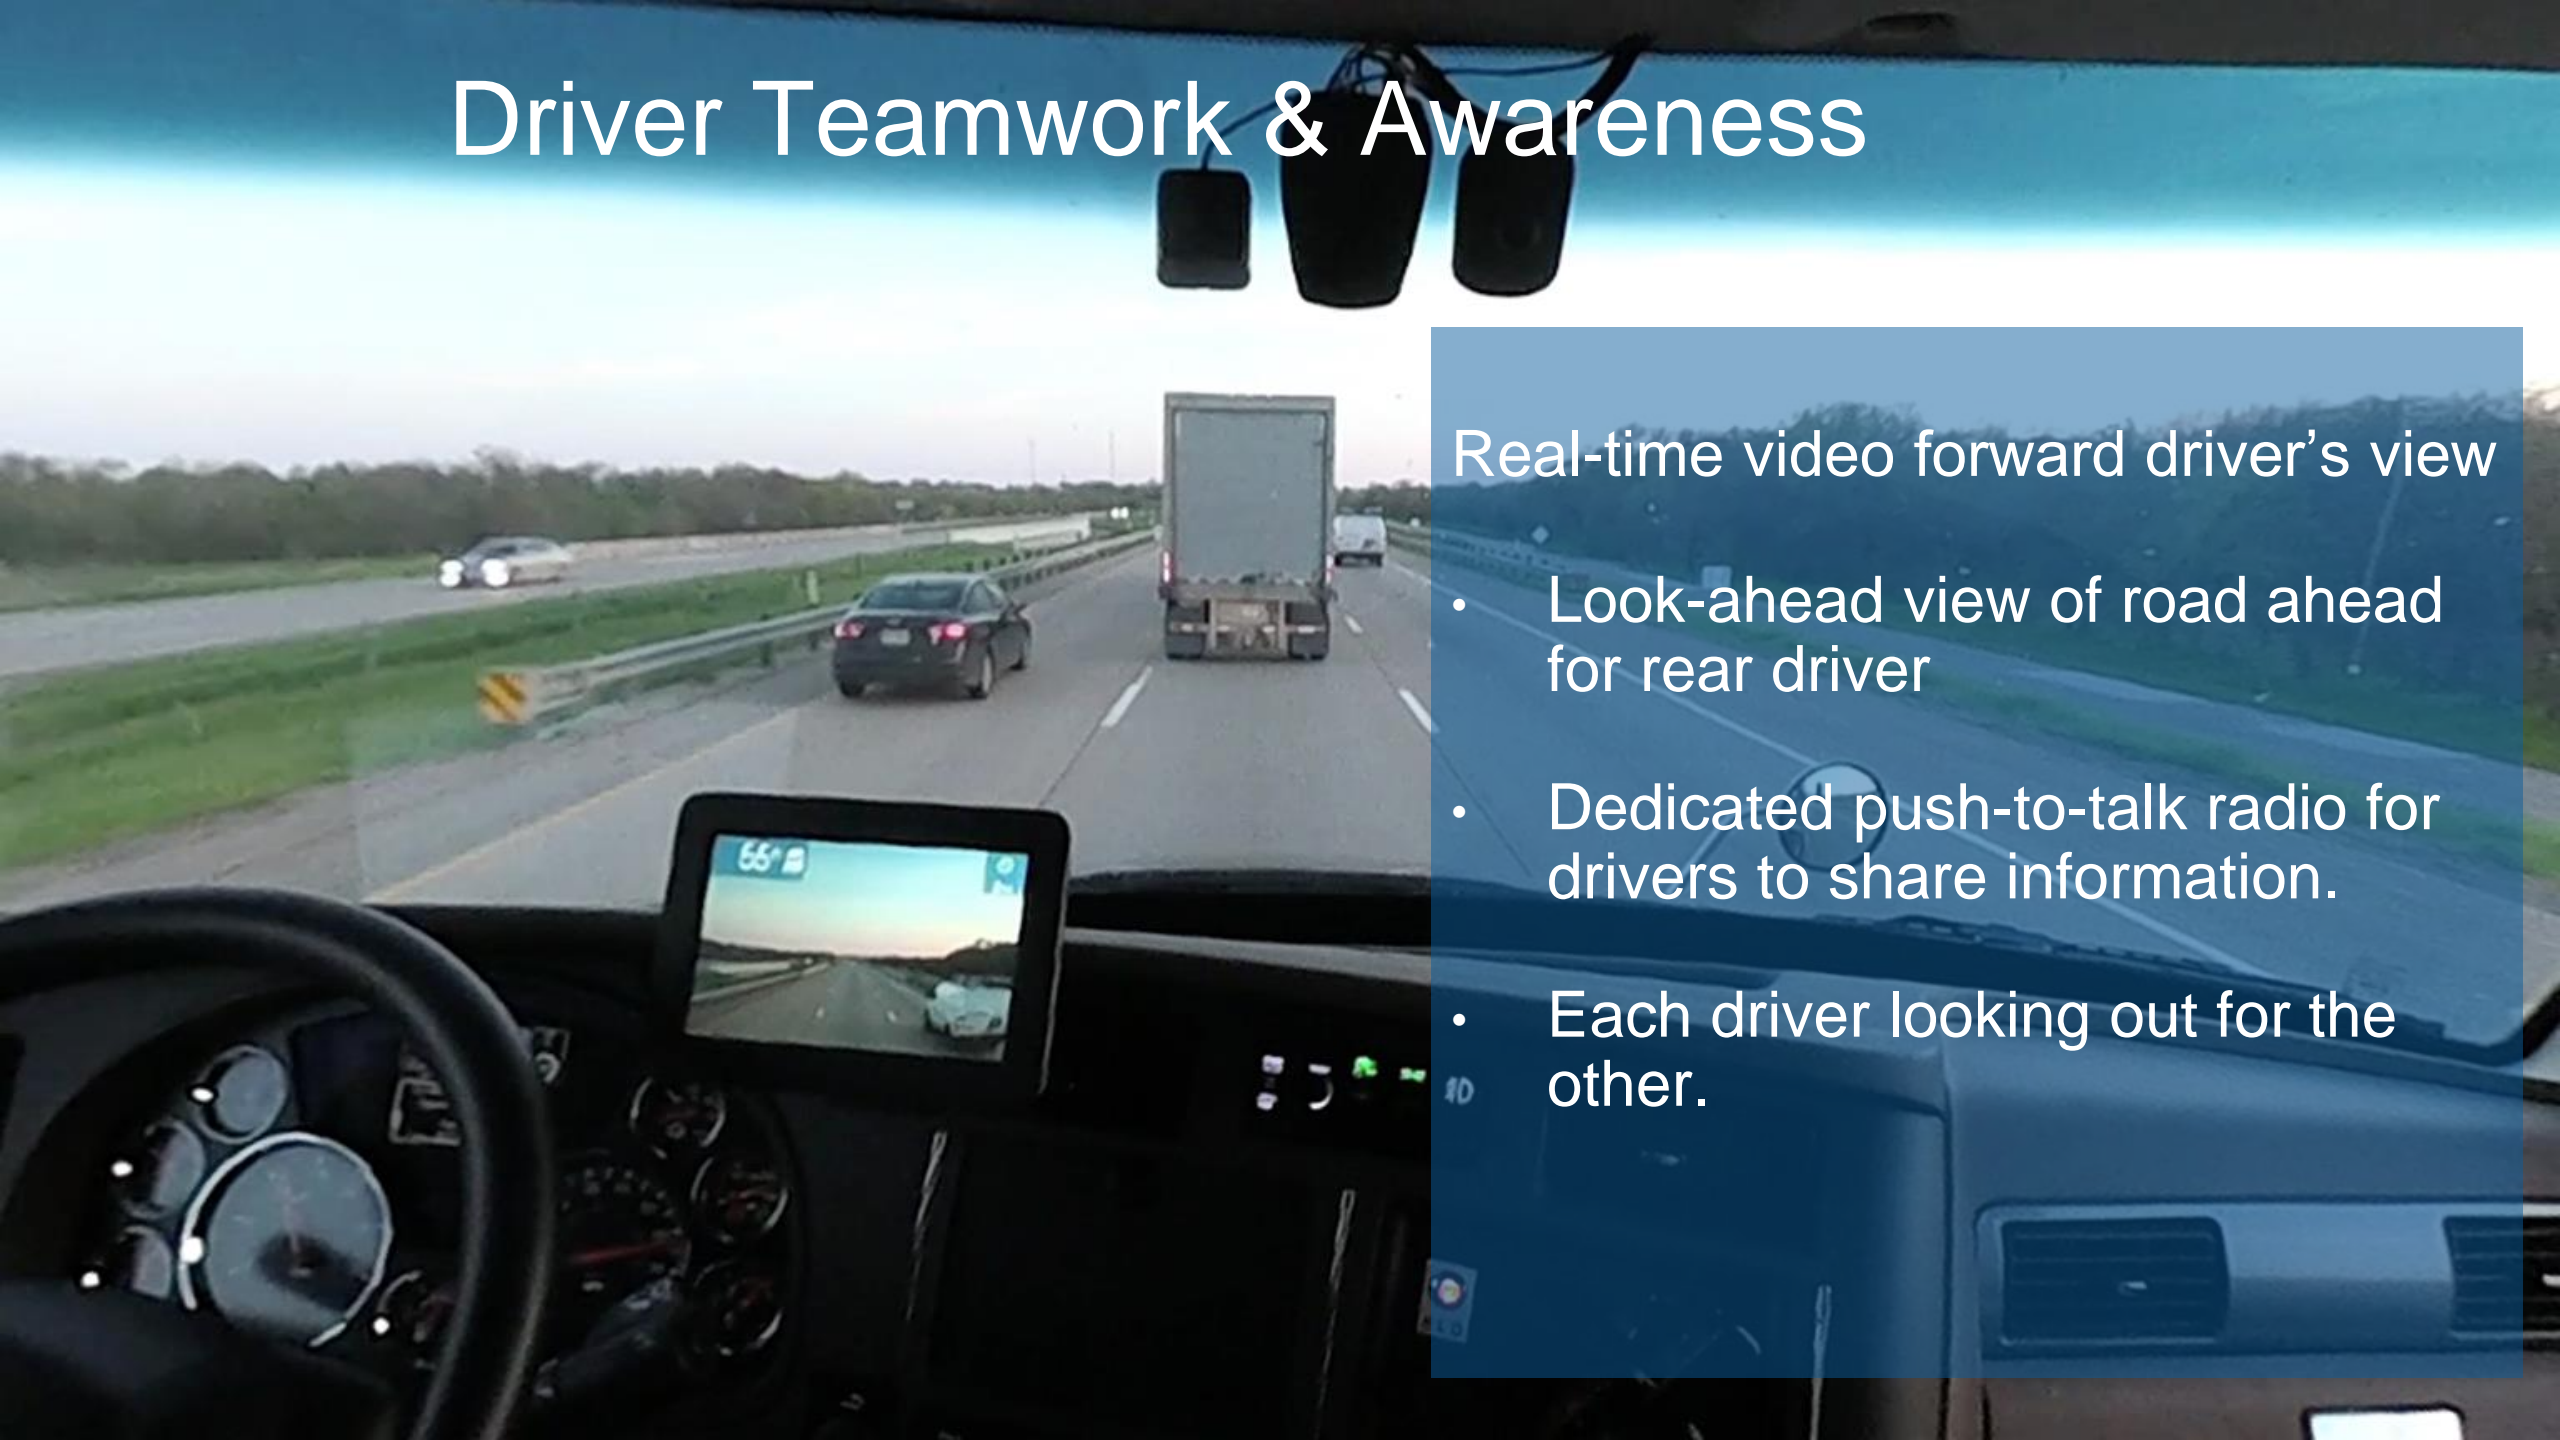 Driver Teamwork & Awareness
Real-time video forward driver’s view
• Look-ahead view of road ahead
for rear driver
• Dedicated push-to-talk radio for
drivers to share information.
• Each driver looking out for the
other.